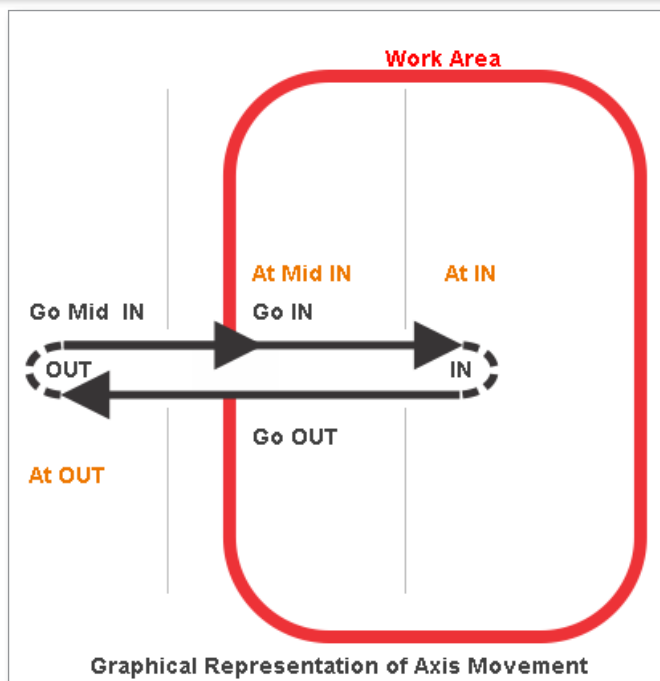 Work Area
At Mid IN
At IN
Go Mid IN
Go IN
OUT
IN
Go OUT
At OUT
Graphical Representation of Axis Movement